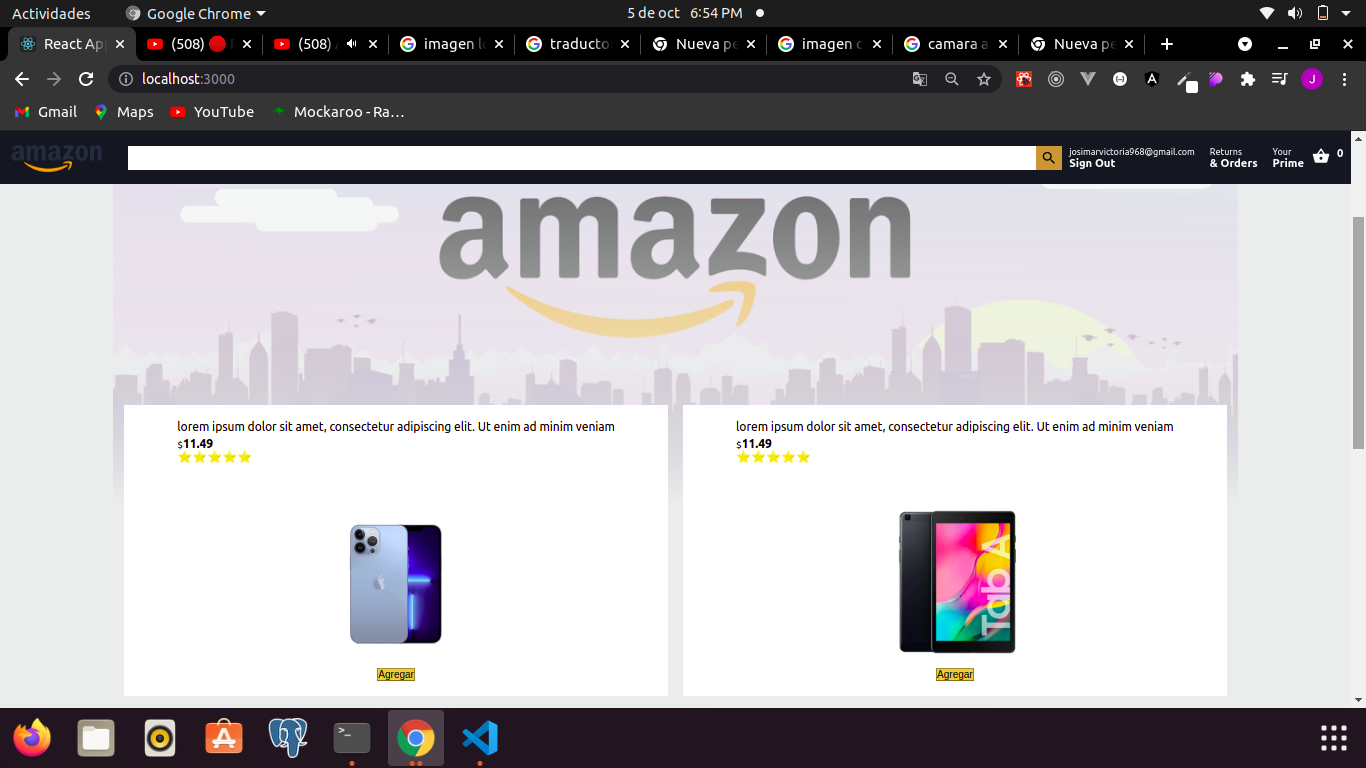 Actividades
Google Chrome
5 de oct 6:54 PM
React Ap
(508)
(508)
imagen l
traducto
Nueva pe
imagen c
camara a
Nueva pe
localhost:3000
J
Gmail
Maps
YouTube
Mockaroo - Ra...
amazon
josimarvictoria968@gmail.com
Sign Out
Returns
& Orders
Your
Prime
0
amazon
lorem ipsum dolor sit amet, consectetur adipiscing elit. Ut enim ad minim veniam
$11.49
lorem ipsum dolor sit amet, consectetur adipiscing elit. Ut enim ad minim veniam
$11.49
Tab A
Agregar
Agregar